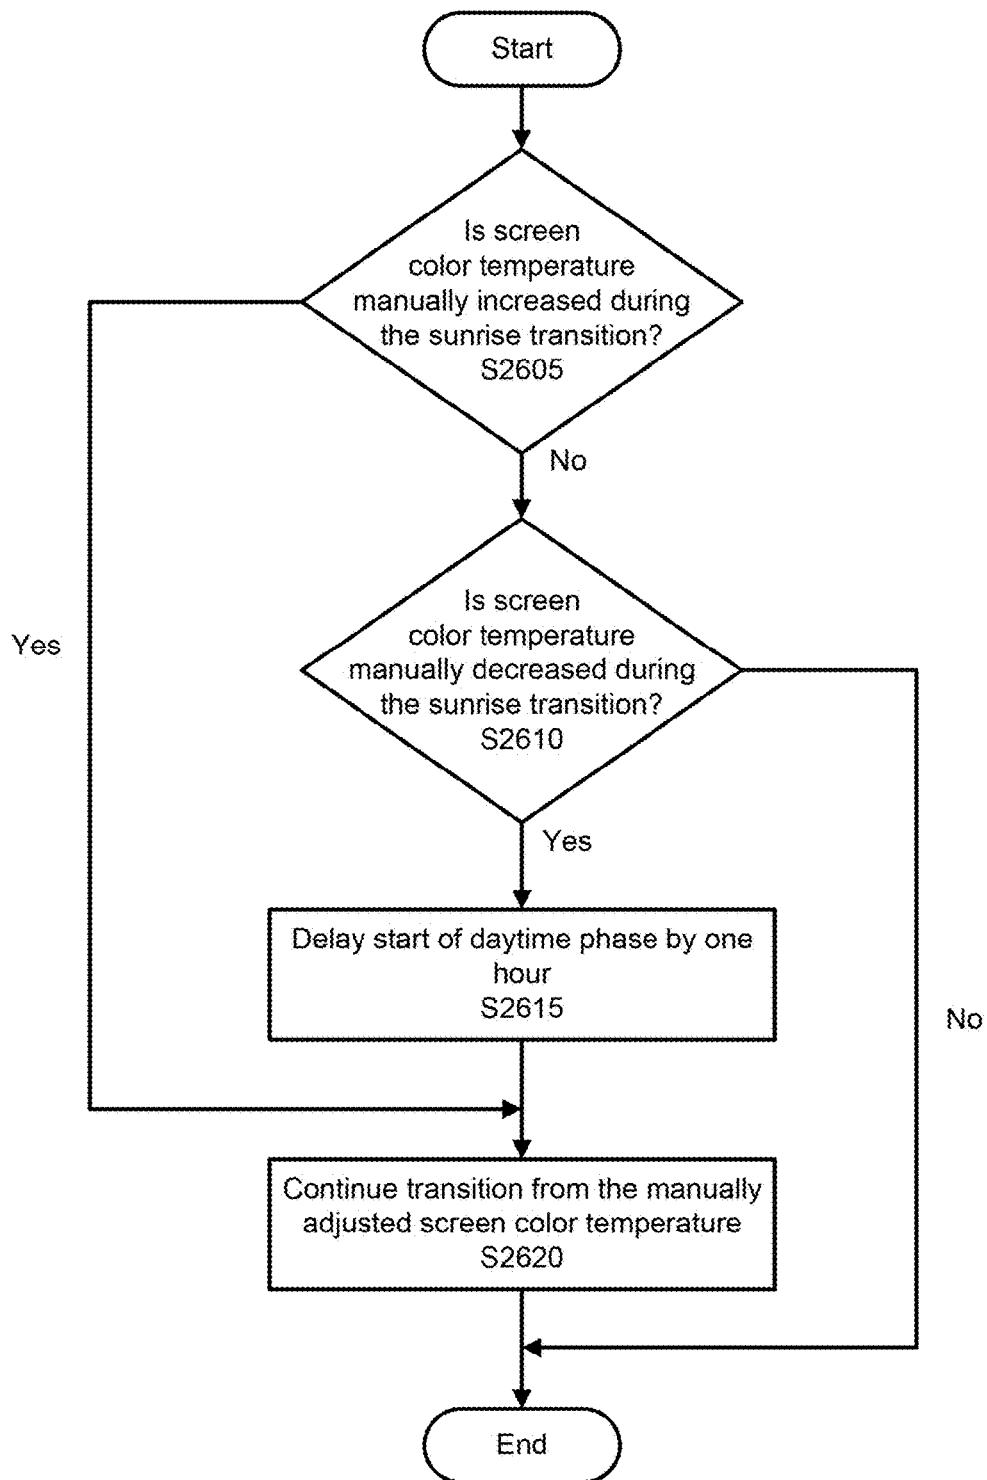 Start
Is screen
color temperature
manually increased during
the sunrise transition?
S2605
No
Is screen
color temperature
manually decreased during
the sunrise transition?
S2610
Yes
Yes
Delay start of daytime phase by one
hour
S2615
No
Continue transition from the manually
adjusted screen color temperature
S2620
End